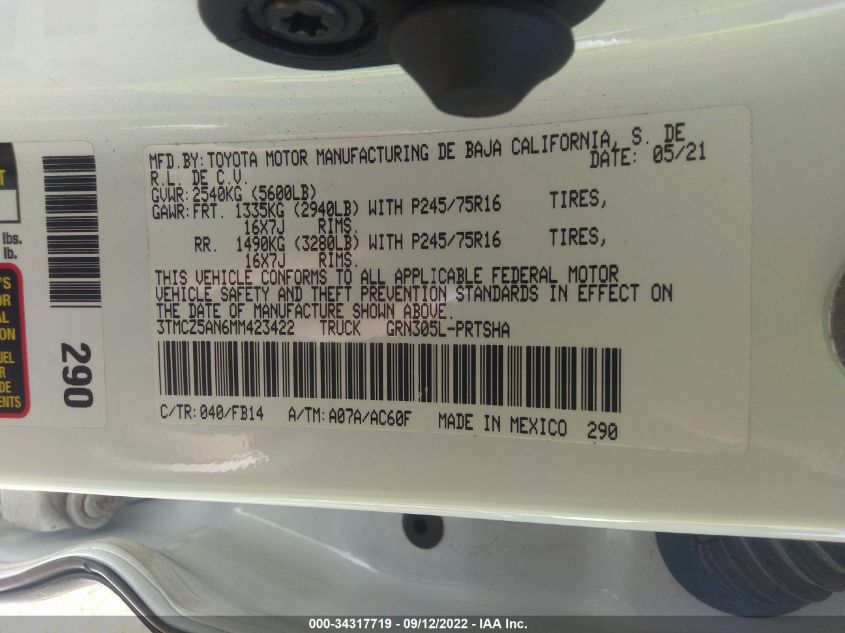 MFD.BY:TOYOTA MOTOR MANUFACTURING DE BAJA CALIFORNIA, S. DE
R.L. DE C.V. DATE: 05/21
GVWR:2540KG (5600LB)
GAWR:FRT. 1335KG (2940LB) WITH P245/75R16 TIRES,
16X7J RIMS.
RR. 1490KG (3280LB) WITH P245/75R16 TIRES,
16X7J RIMS.
THIS VEHICLE CONFORMS TO ALL APPLICABLE FEDERAL MOTOR
VEHICLE SAFETY AND THEFT PREVENTION STANDARDS IN EFFECT ON
THE DATE OF MANUFACTURE SHOWN ABOVE.
3TMCZ5AN6MM423422 TRUCK GRN305L-PRTSHA
C/TR:040/FB14 A/TM:A07A/AC60F MADE IN MEXICO 290
lbs.
lb.
290
000-34317719 - 09/12/2022 - IAA Inc.